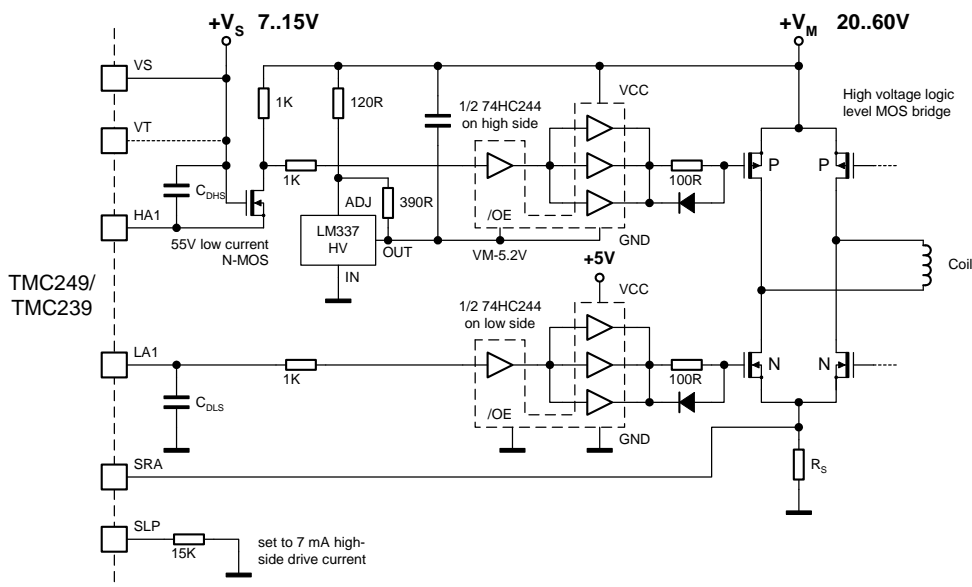 +VS 7..15V
+VM 20..60V
VS
VT
CDHS
HA1
1K
120R
1K
390R
ADJ
LM337
HV
OUT
IN
55V low current
N-MOS
1/2 74HC244
on high side
VCC
/OE
GND
VM-5.2V
100R
High voltage logic
level MOS bridge
P
P
Coil
TMC249/
TMC239
+5V
1/2 74HC244
on low side
VCC
/OE
GND
LA1
1K
CDLS
100R
N
N
SRA
RS
SLP
15K
set to 7 mA high-
side drive current